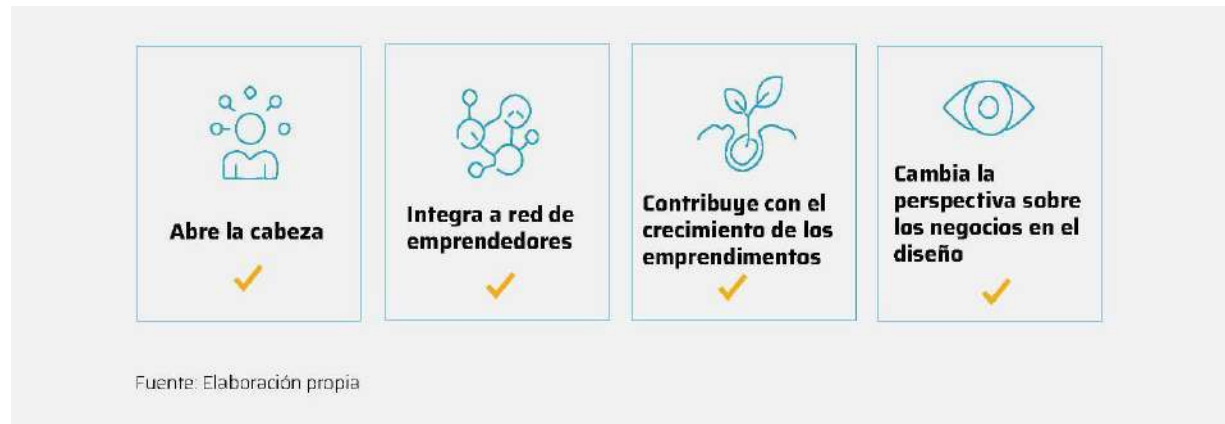 Abre la cabeza
Integra a red de
emprendedores
Contribuye con el
crecimiento de los
emprendimentos
Cambia la
perspectiva sobre
los negocios en el
diseño
Fuente: Elaboración propia